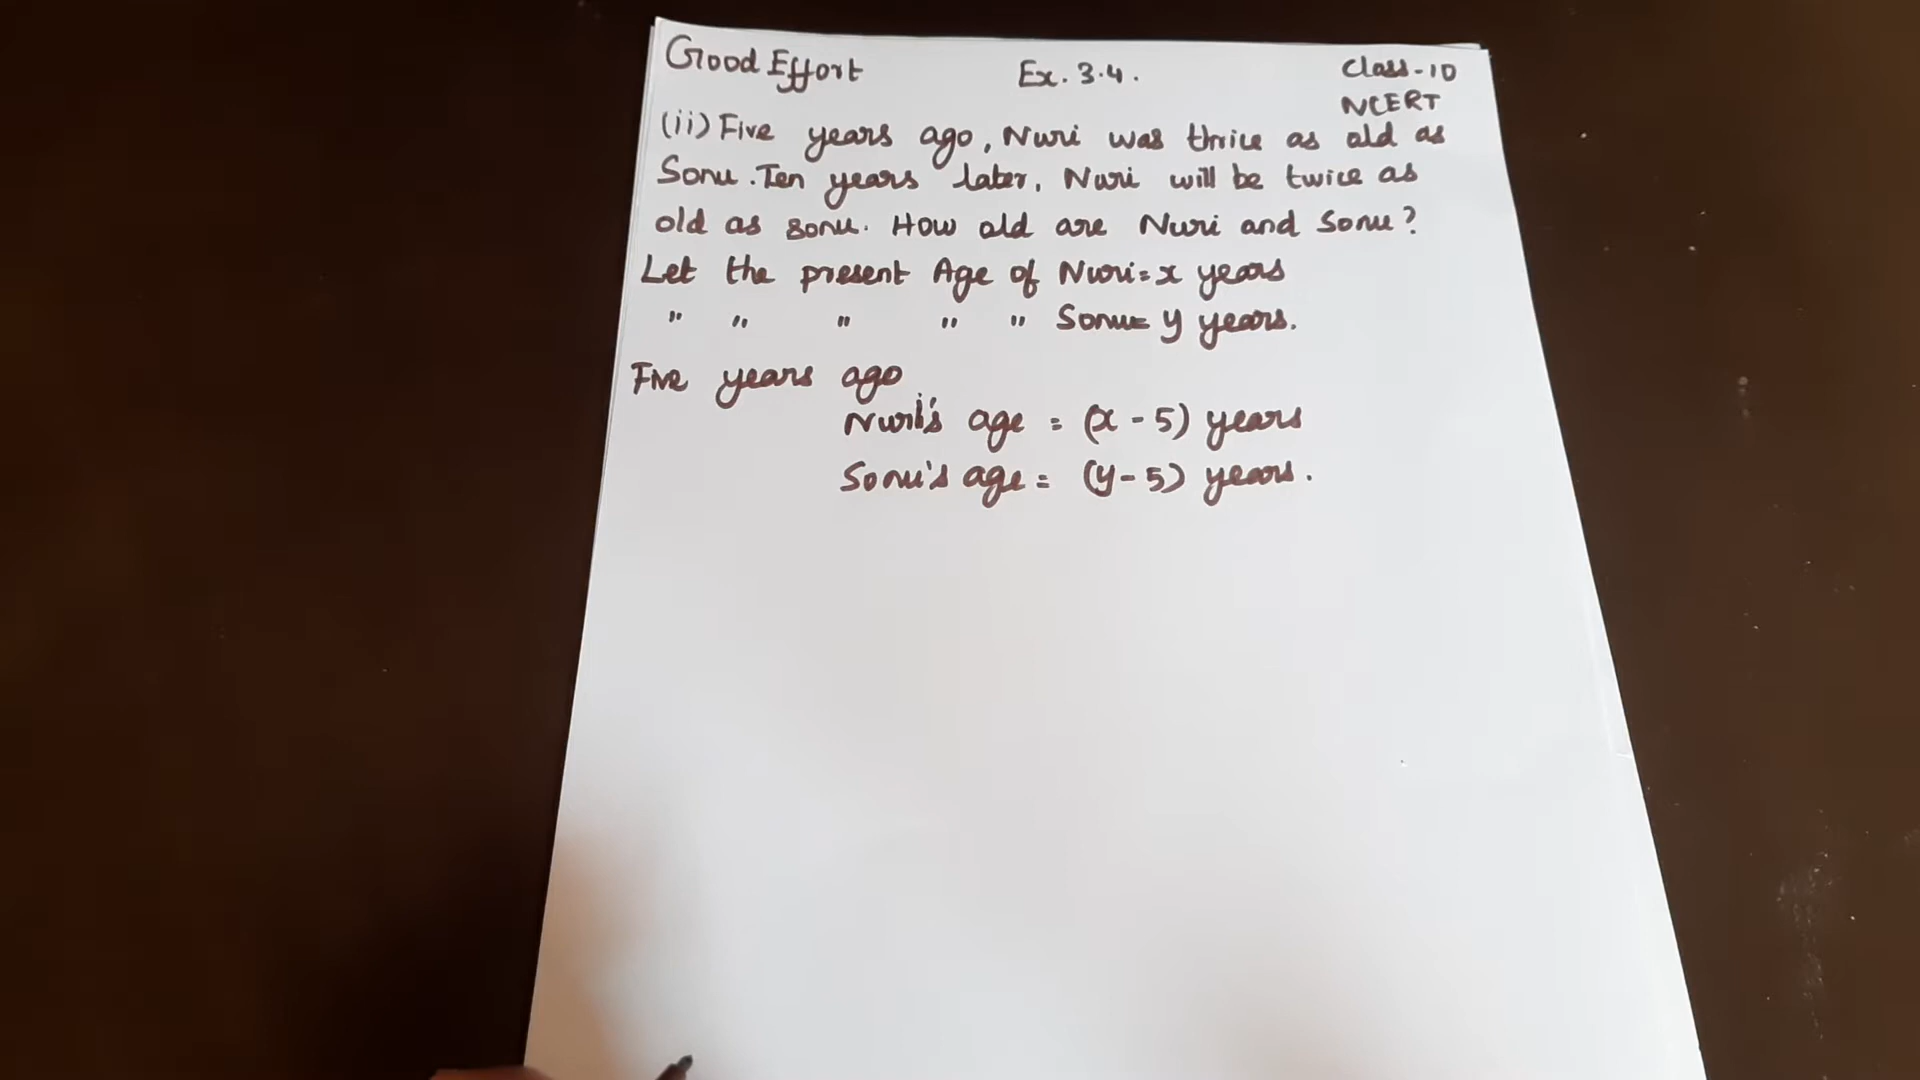 Good Effort Ex. 3.4. Class-10
NCERT
(ii) Five years ago, Nuri was thrice as old as
Sonu. Ten years later, Nuri will be twice as
old as sonu. How old are Nuri and Sonu?
Let the present Age of Nuri = x years
" " " " " Sonu = y years.
Five years ago
Nuri's age = (x - 5) years
Sonu's age = (y - 5) years.